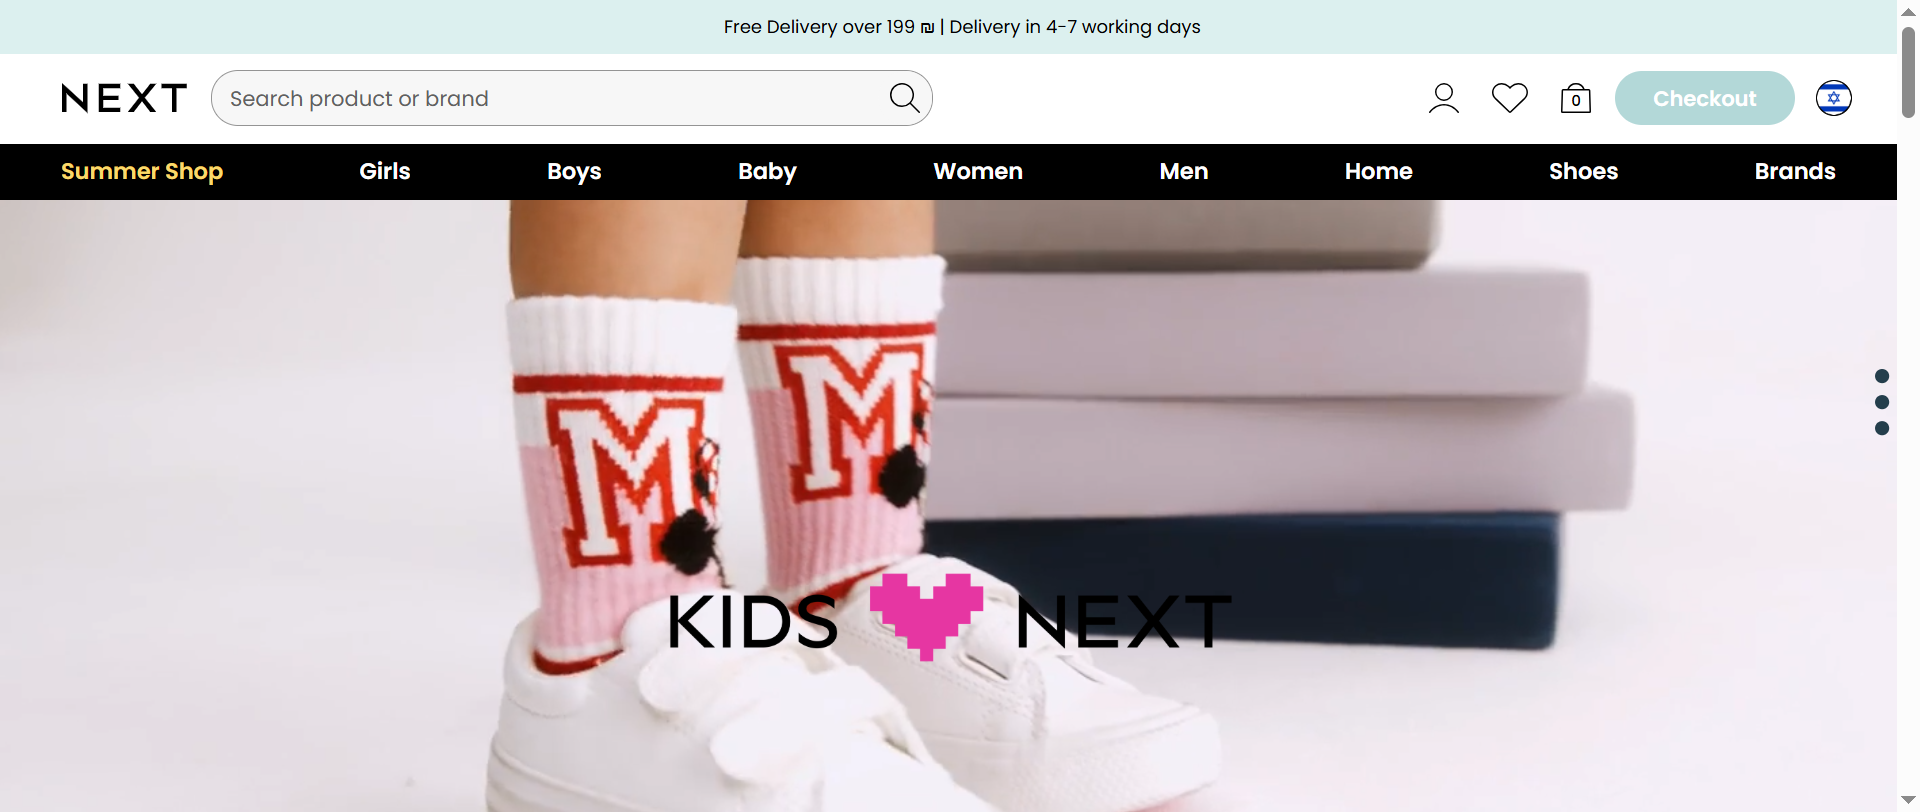 Free Delivery over 199 ₪ | Delivery in 4-7 working days
NEXT
Search product or brand
0
Checkout
Summer Shop
Girls
Boys
Baby
Women
Men
Home
Shoes
Brands
M
M
KIDS NEXT